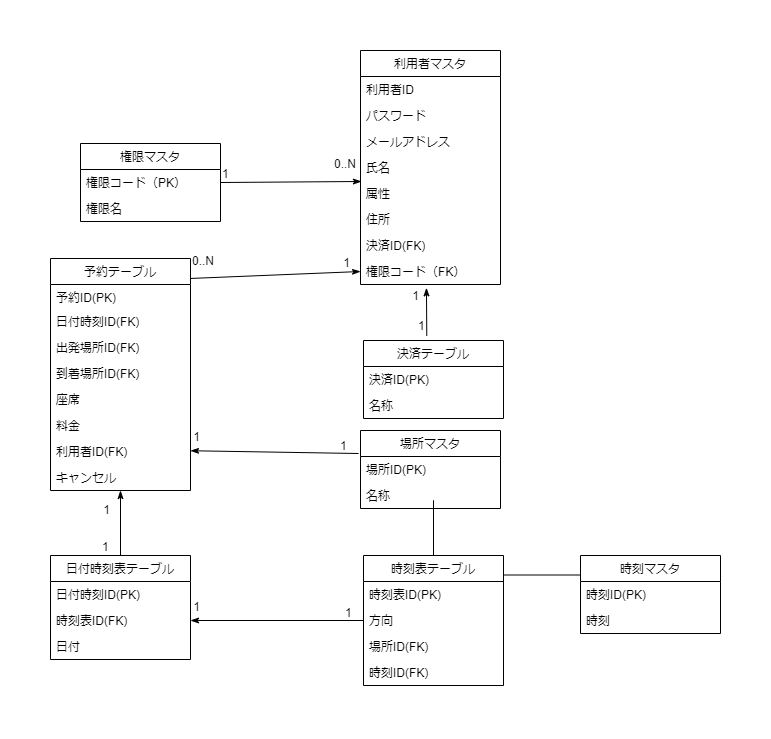 利用者マスタ
利用者ID
パスワード
メールアドレス
氏名
属性
住所
決済ID(FK)
権限コード（FK）
権限マスタ
権限コード（PK）
権限名
1
0..N
予約テーブル
予約ID(PK)
日付時刻ID(FK)
出発場所ID(FK)
到着場所ID(FK)
座席
料金
利用者ID(FK)
キャンセル
0..N
1
1
1
決済テーブル
決済ID(PK)
名称
1
1
場所マスタ
場所ID(PK)
名称
1
1
日付時刻表テーブル
日付時刻ID(PK)
時刻表ID(FK)
日付
1
1
時刻表テーブル
時刻表ID(PK)
方向
場所ID(FK)
時刻ID(FK)
時刻マスタ
時刻ID(PK)
時刻